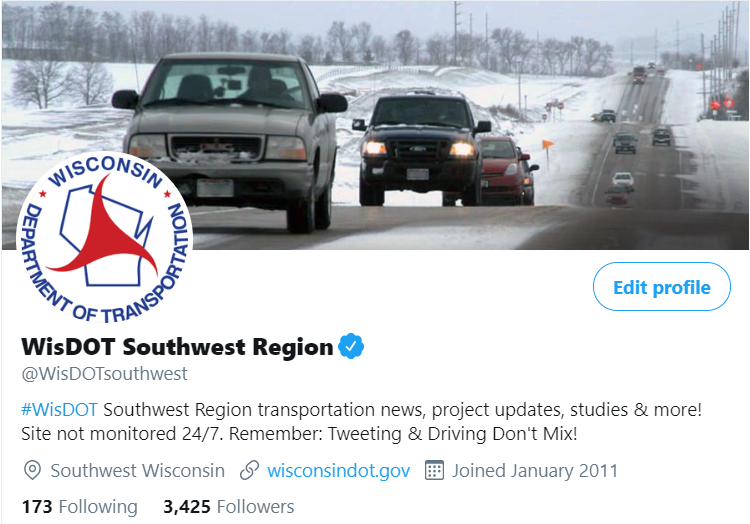 WISCONSIN
DEPARTMENT OF TRANSPORTATION
Edit profile
WisDOT Southwest Region
@WisDOTsouthwest
#WisDOT Southwest Region transportation news, project updates, studies & more!
Site not monitored 24/7. Remember: Tweeting & Driving Don't Mix!
Southwest Wisconsin wisconsindot.gov Joined January 2011
173 Following 3,425 Followers